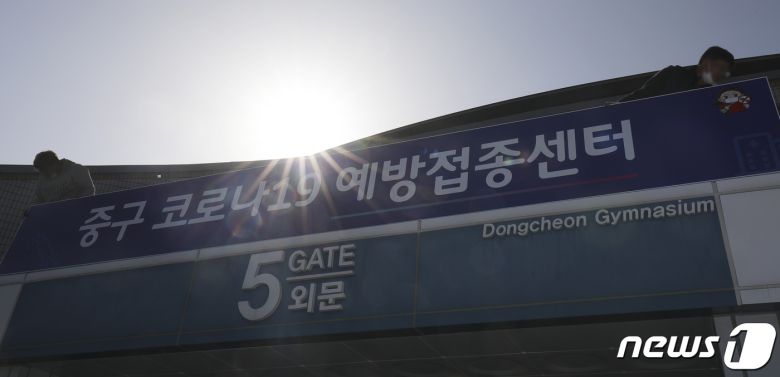 중구 코로나19 예방접종센터
Dongcheon Gymnasium
5 GATE
외문
news1